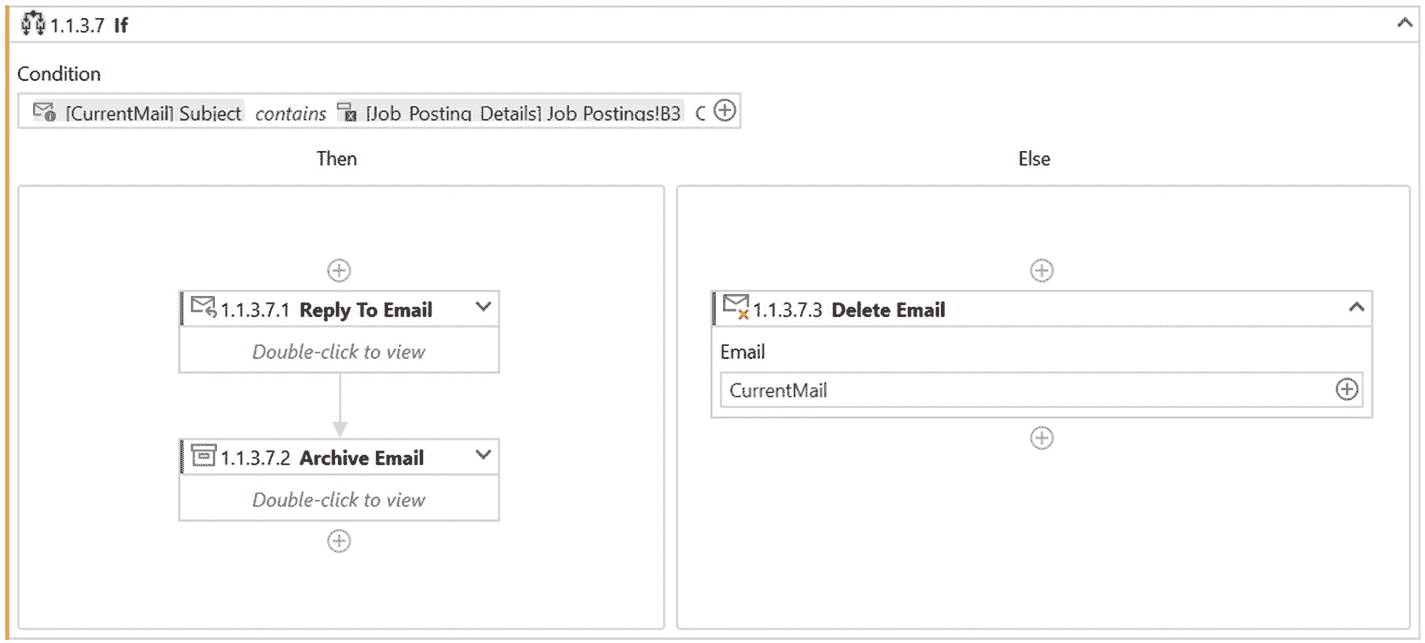 1.1.3.7 If
Condition
[CurrentMail] Subject contains [Job Posting Details] Job Postings!B3
Then
Else
1.1.3.7.1 Reply To Email
Double-click to view
1.1.3.7.2 Archive Email
Double-click to view
1.1.3.7.3 Delete Email
Email
CurrentMail